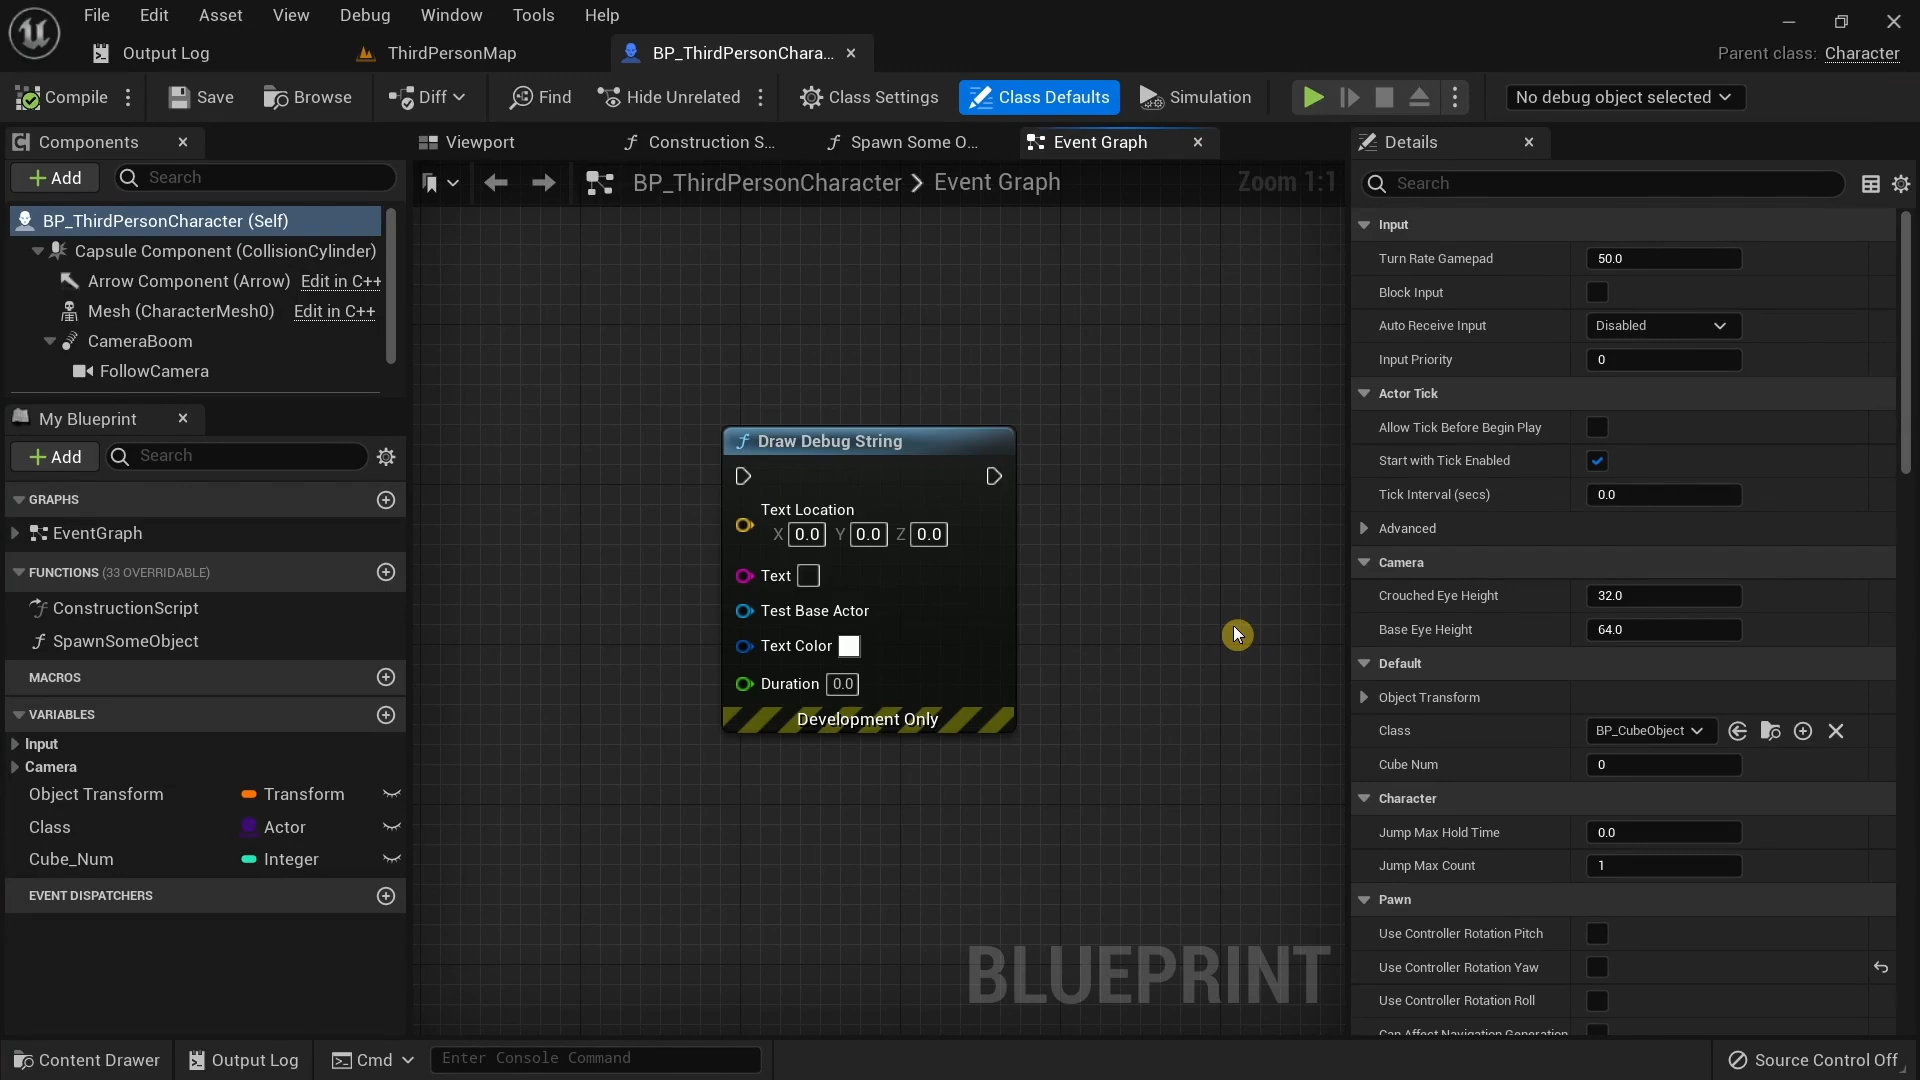 File Edit Asset View Debug Window Tools Help
Output Log ThirdPersonMap BP_ThirdPersonChara... Parent class: Character
Compile Save Browse Diff Find Hide Unrelated Class Settings Class Defaults Simulation No debug object selected
Components
Add Search
BP_ThirdPersonCharacter (Self)
Capsule Component (CollisionCylinder)
Arrow Component (Arrow) Edit in C++
Mesh (CharacterMesh0) Edit in C++
CameraBoom
FollowCamera
My Blueprint
Add Search
GRAPHS
EventGraph
FUNCTIONS (33 OVERRIDABLE)
ConstructionScript
SpawnSomeObject
MACROS
VARIABLES
Input
Camera
Object Transform Transform
Class Actor
Cube_Num Integer
EVENT DISPATCHERS
Viewport Construction S... Spawn Some O... Event Graph
BP_ThirdPersonCharacter > Event Graph Zoom 1:1
Draw Debug String
Text Location
X 0.0 Y 0.0 Z 0.0
Text
Test Base Actor
Text Color
Duration 0.0
Development Only
BLUEPRINT
Details
Search
Input
Turn Rate Gamepad 50.0
Block Input
Auto Receive Input Disabled
Input Priority 0
Actor Tick
Allow Tick Before Begin Play
Start with Tick Enabled
Tick Interval (secs) 0.0
Advanced
Camera
Crouched Eye Height 32.0
Base Eye Height 64.0
Default
Object Transform
Class BP_CubeObject
Cube Num 0
Character
Jump Max Hold Time 0.0
Jump Max Count 1
Pawn
Use Controller Rotation Pitch
Use Controller Rotation Yaw
Use Controller Rotation Roll
Can Affect Navigation Generation
Content Drawer Output Log Cmd Enter Console Command Source Control Off